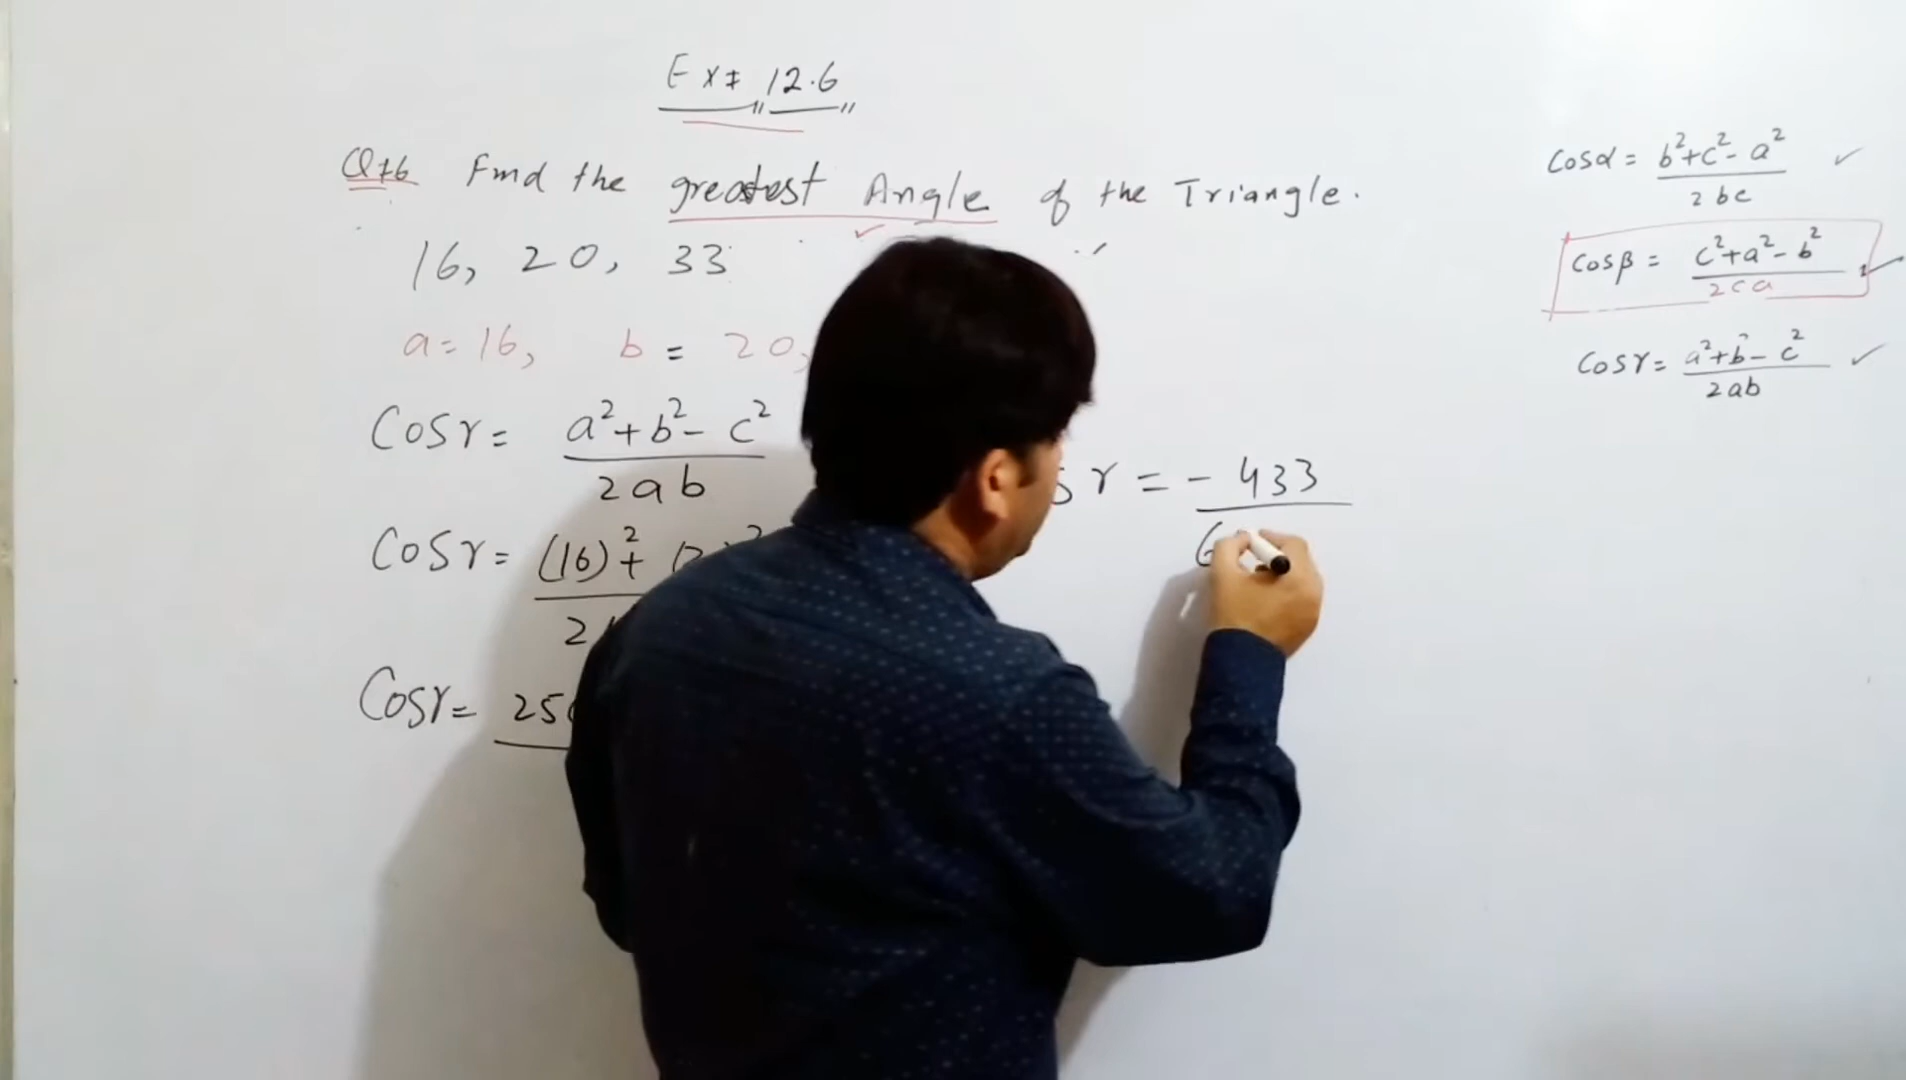 Ex# 12.6
Q#6 Find the greatest Angle of the Triangle.
16, 20, 33
a=16, b = 20,
Cosγ = a²+b²-c² / 2ab
Cosγ = (16)²+
2
Cosγ = 25
γ = - 433
6
Cosα = b²+c²-a² / 2bc ✓
Cosβ = c²+a²-b² / 2ca
Cosγ = a²+b²-c² / 2ab ✓